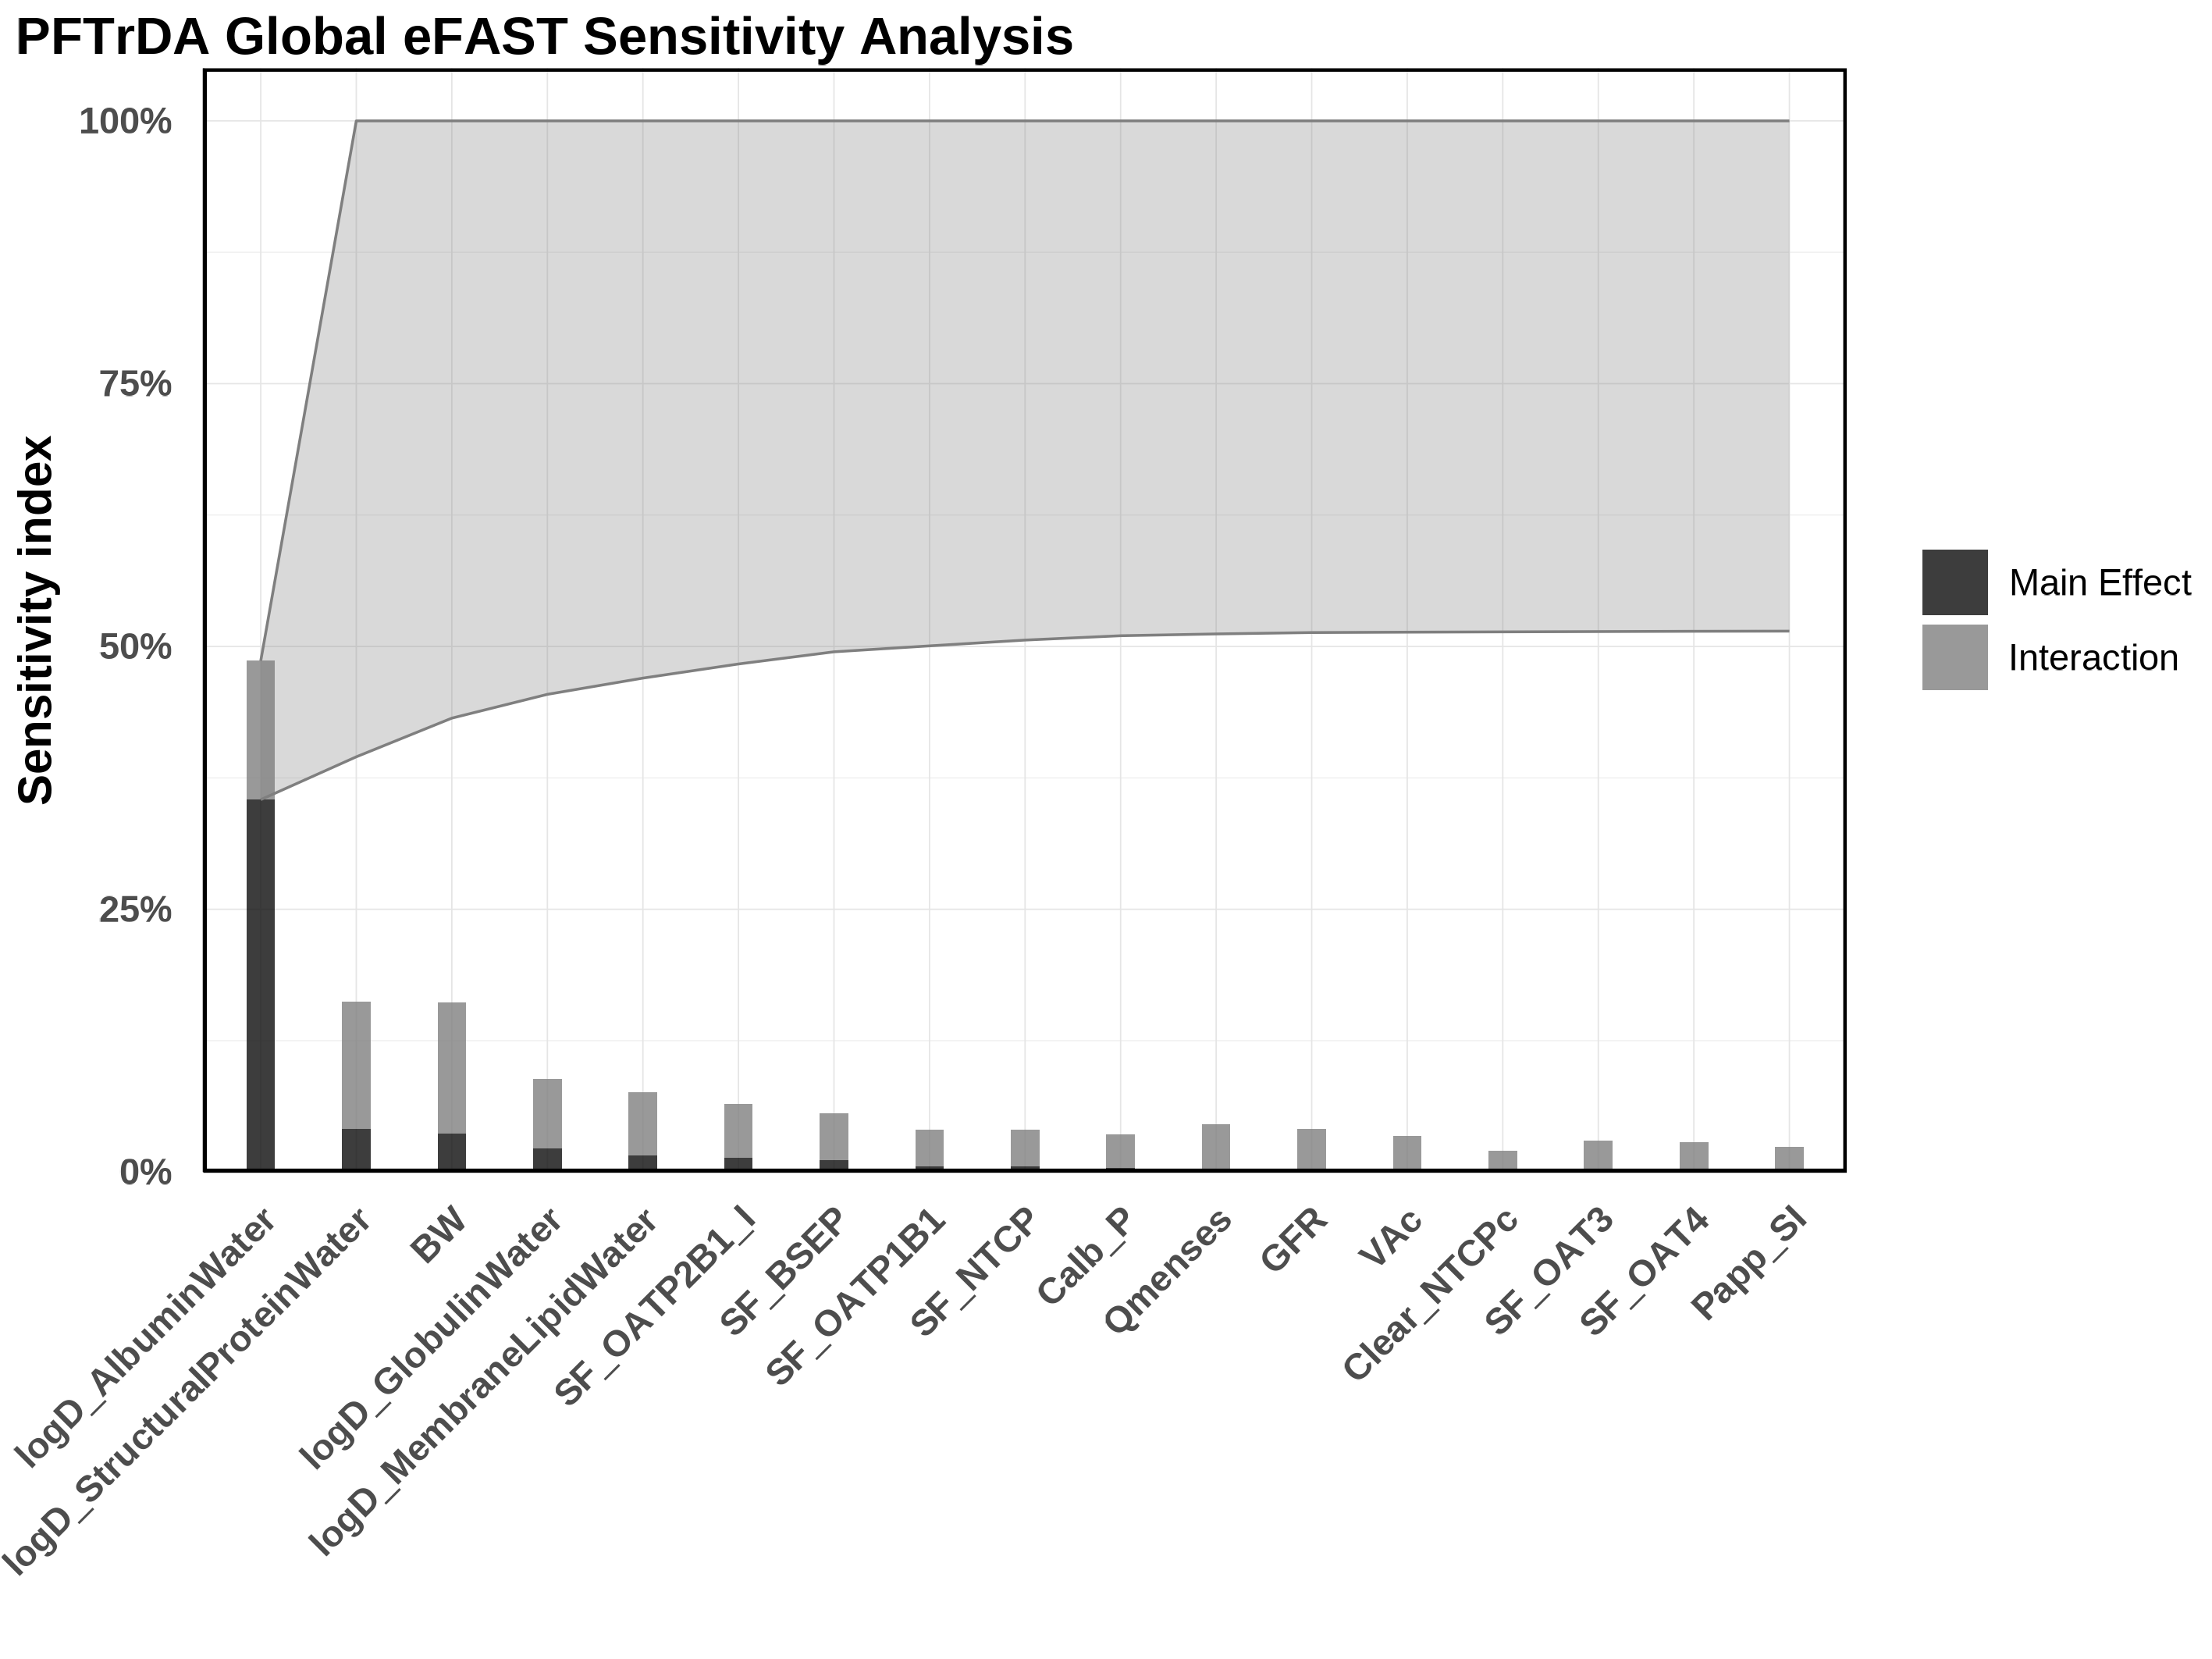 PFTrDA Global eFAST Sensitivity Analysis
Sensitivity index
100%
75%
50%
25%
0%
logD_AlbuminWater
logD_StructuralProteinWater
BW
logD_GlobulinWater
logD_MembraneLipidWater
SF_OATP2B1_I
SF_BSEP
SF_OATP1B1
SF_NTCP
Calb_P
Qmenses
GFR
VAc
Clear_NTCPc
SF_OAT3
SF_OAT4
Papp_SI
Main Effect
Interaction